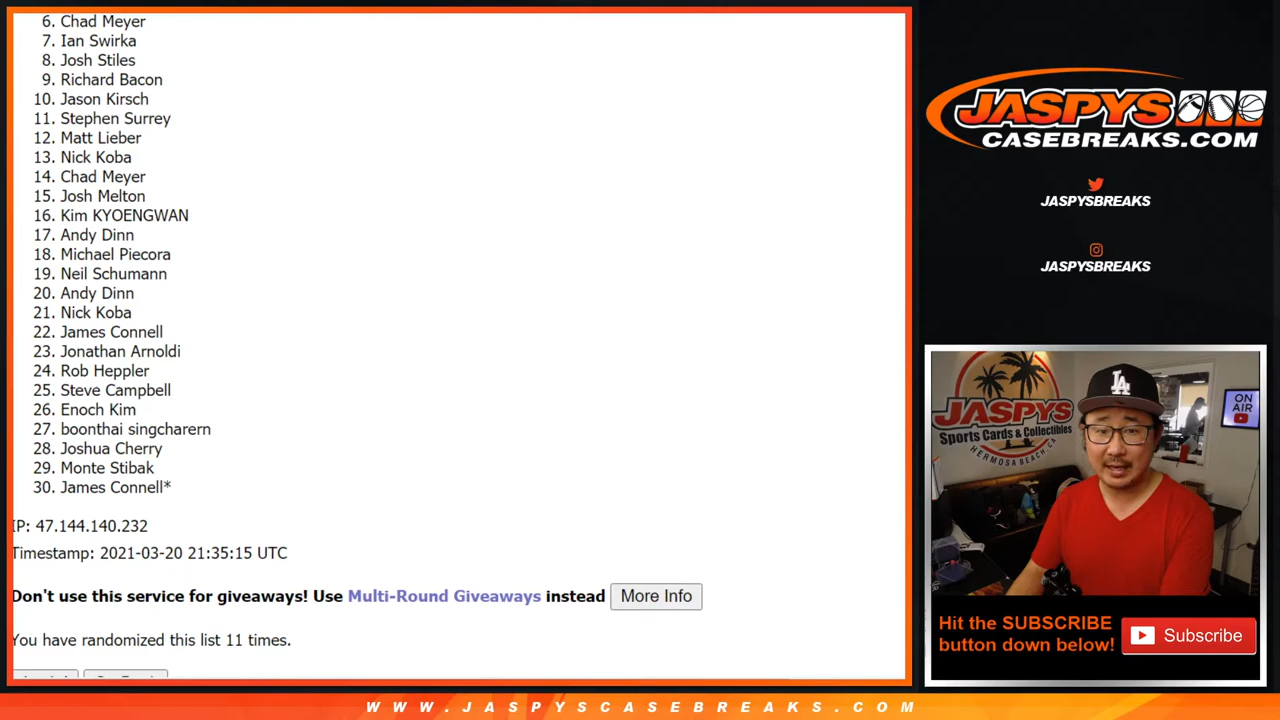 6. Chad Meyer
7. Ian Swirka
8. Josh Stiles
9. Richard Bacon
10. Jason Kirsch
11. Stephen Surrey
12. Matt Lieber
13. Nick Koba
14. Chad Meyer
15. Josh Melton
16. Kim KYOENGWAN
17. Andy Dinn
18. Michael Piecora
19. Neil Schumann
20. Andy Dinn
21. Nick Koba
22. James Connell
23. Jonathan Arnoldi
24. Rob Heppler
25. Steve Campbell
26. Enoch Kim
27. boonthai singcharern
28. Joshua Cherry
29. Monte Stibak
30. James Connell*
IP: 47.144.140.232
Timestamp: 2021-03-20 21:35:15 UTC
Don't use this service for giveaways! Use Multi-Round Giveaways instead More Info
You have randomized this list 11 times.
JASPYS
CASEBREAKS.COM
JASPYSBREAKS
JASPYSBREAKS
JASPYS
Sports Cards & Collectibles
HERMOSA BEACH, CA
LA
ON
AIR
Hit the SUBSCRIBE
button down below!
Subscribe
WWW.JASPYSCASEBREAKS.COM